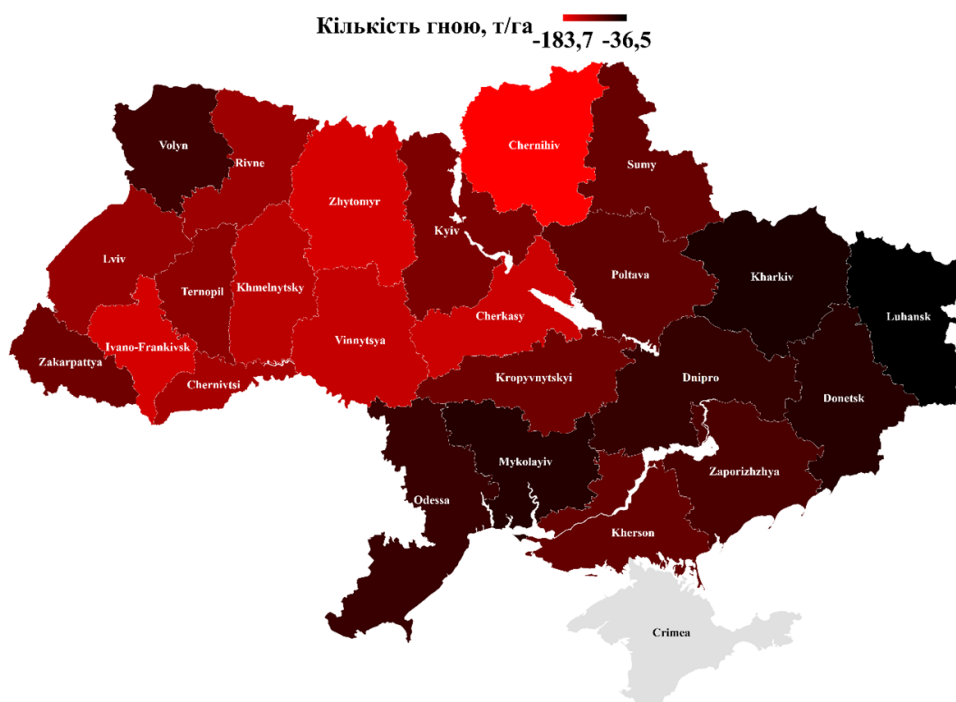 Кількість гною, т/га
-183,7 -36,5
Chernihiv
Volyn
Rivne
Sumy
Zhytomyr
Kyiv
Lviv
Ternopil
Khmelnytsky
Poltava
Kharkiv
Luhansk
Cherkasy
Ivano-Frankivsk
Vinnytsya
Zakarpattya
Chernivtsi
Kropyvnytskyi
Dnipro
Donetsk
Mykolayiv
Zaporizhzhya
Odessa
Kherson
Crimea